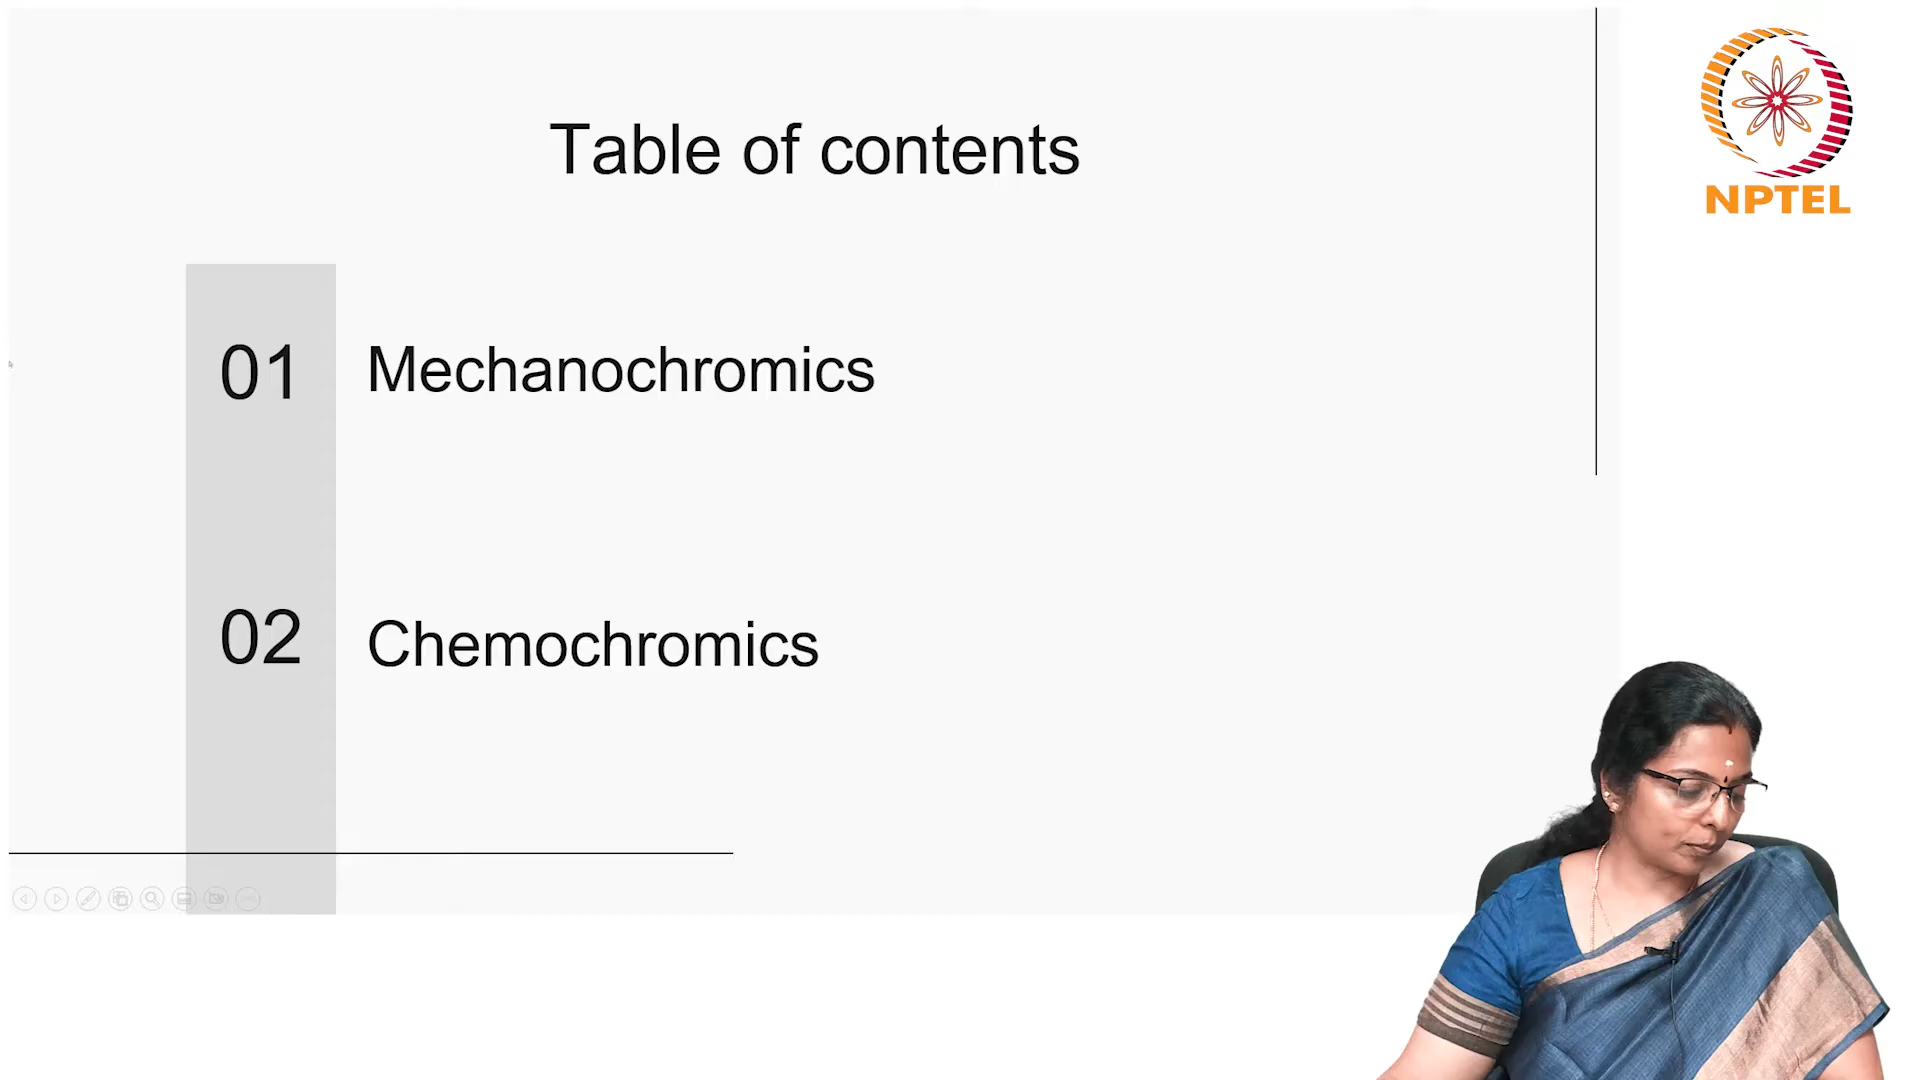 Table of contents
NPTEL
01 Mechanochromics
02 Chemochromics